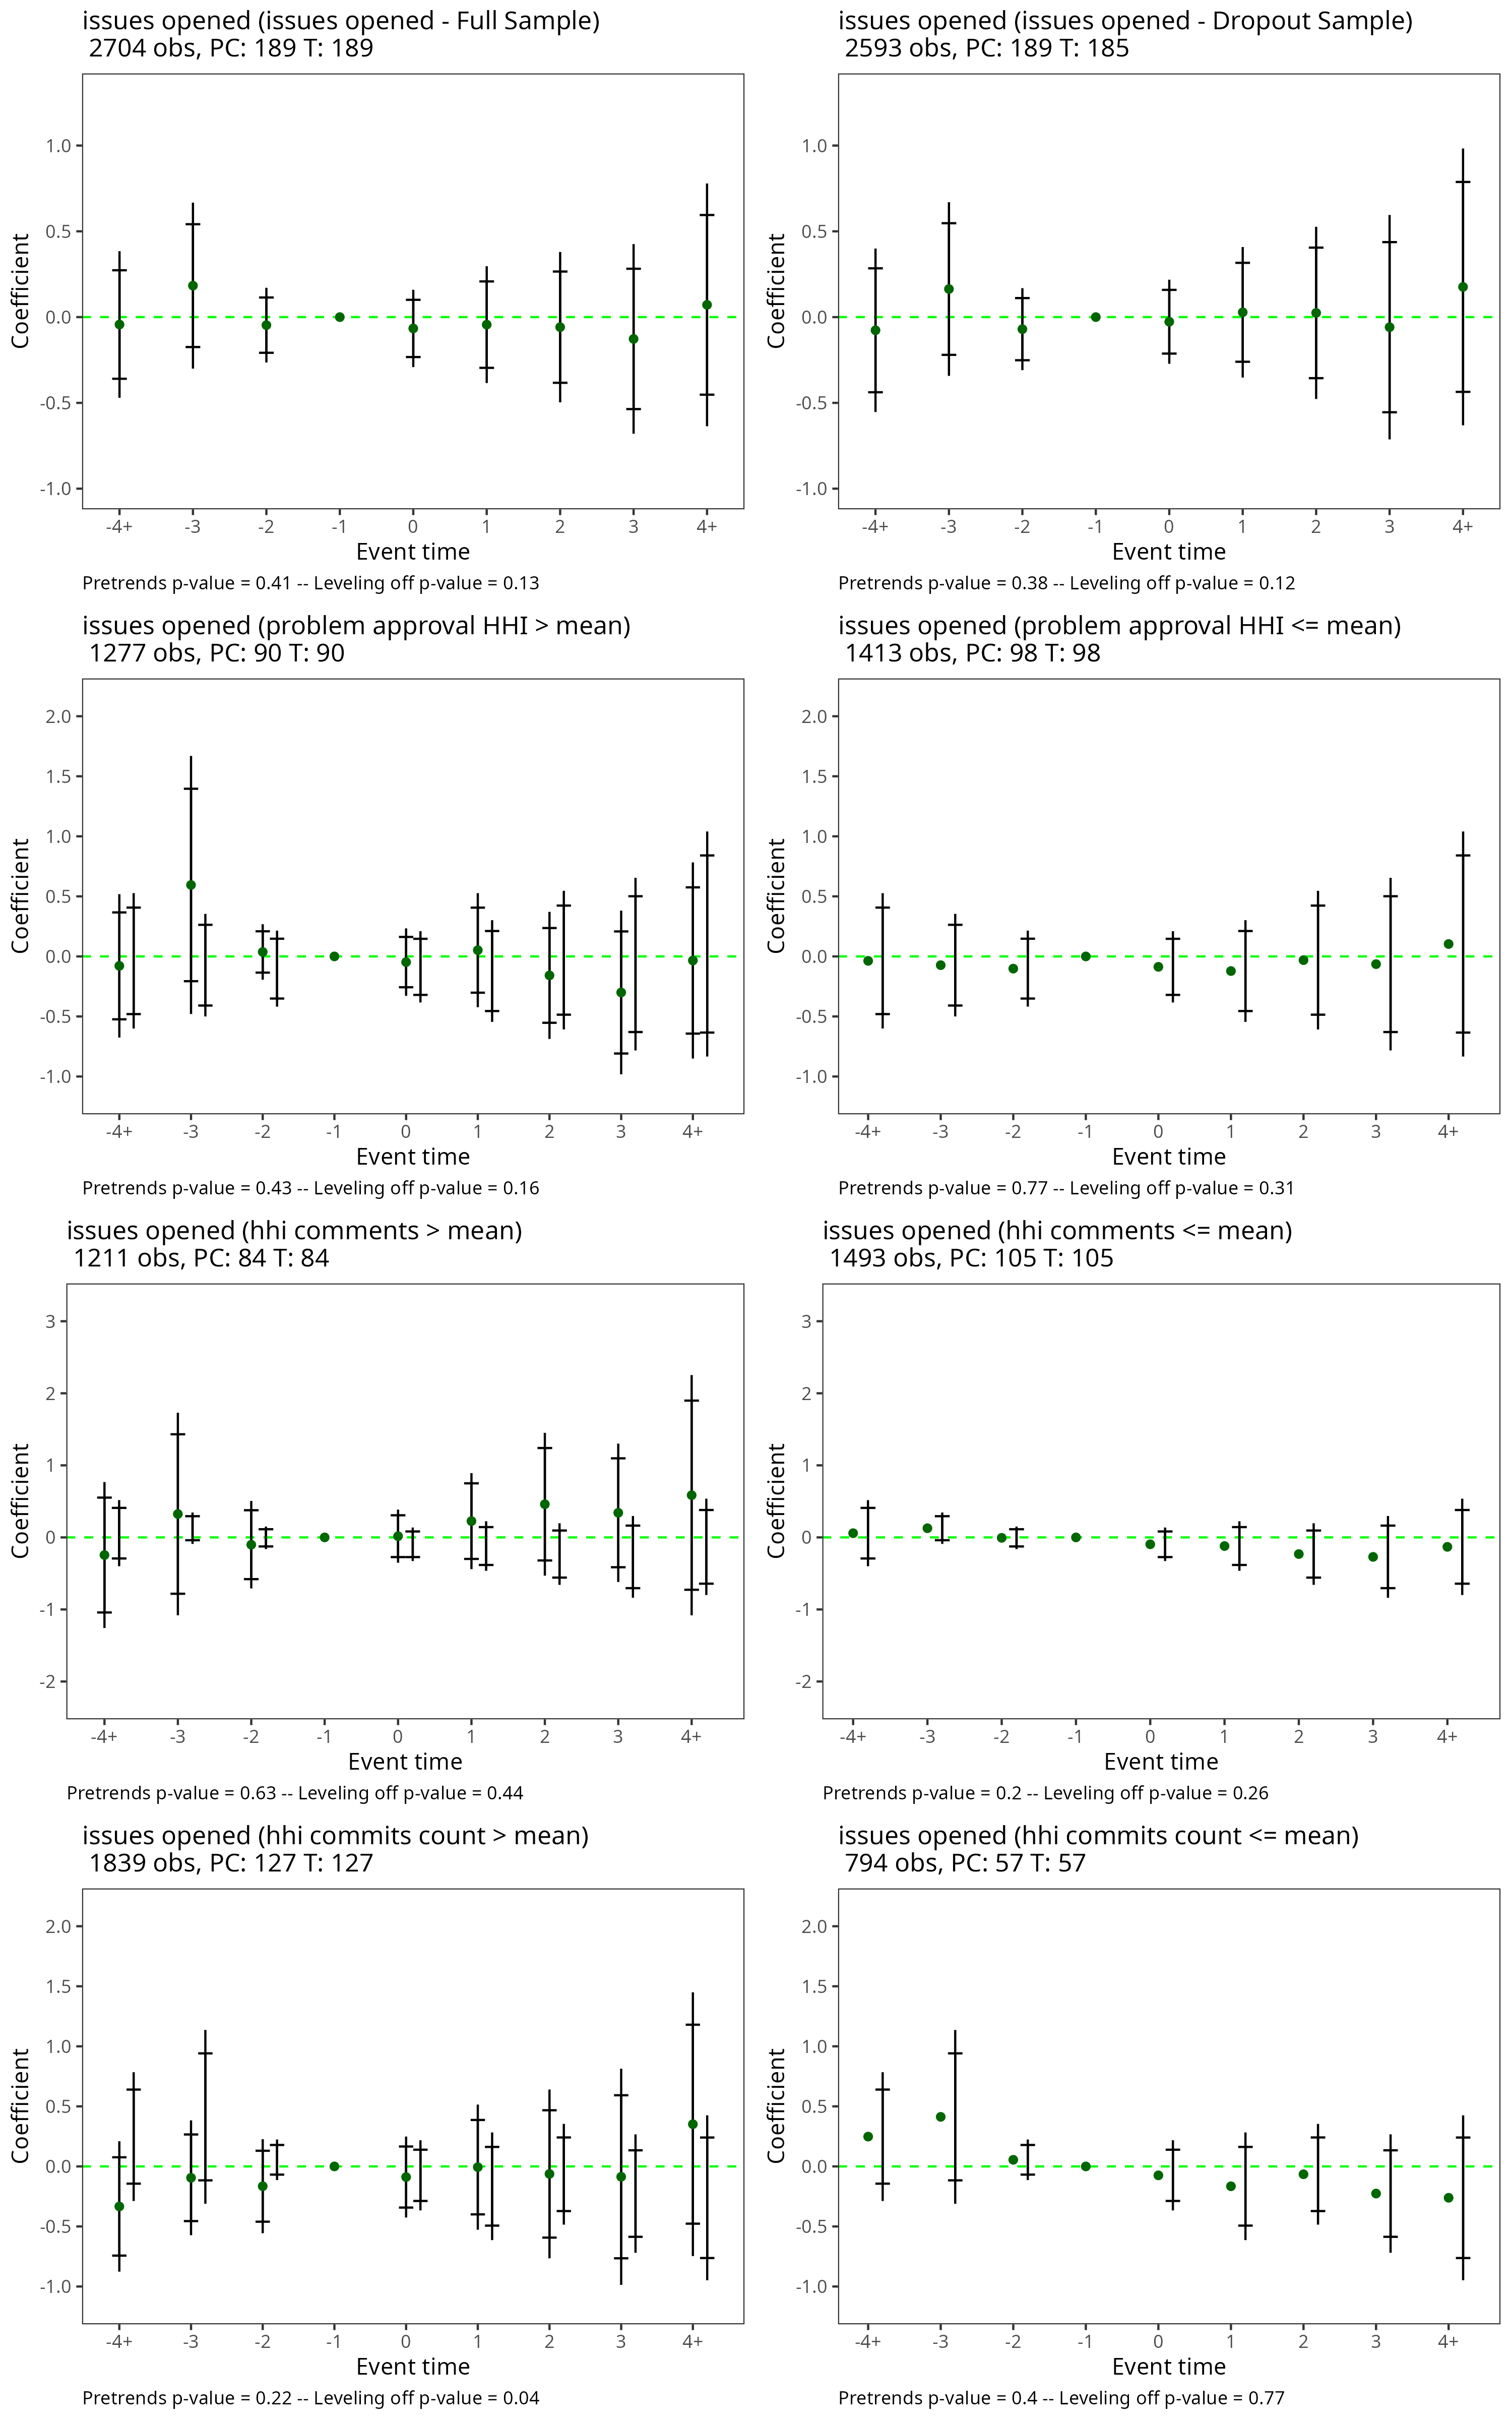 issues opened (issues opened - Full Sample)
2704 obs, PC: 189 T: 189
1.0
0.5
0.0
-0.5
-1.0
Coefficient
-4+ -3 -2 -1 0 1 2 3 4+
Event time
Pretrends p-value = 0.41 -- Leveling off p-value = 0.13
issues opened (issues opened - Dropout Sample)
2593 obs, PC: 189 T: 185
1.0
0.5
0.0
-0.5
-1.0
Coefficient
-4+ -3 -2 -1 0 1 2 3 4+
Event time
Pretrends p-value = 0.38 -- Leveling off p-value = 0.12
issues opened (problem approval HHI > mean)
1277 obs, PC: 90 T: 90
2.0
1.5
1.0
0.5
0.0
-0.5
-1.0
Coefficient
-4+ -3 -2 -1 0 1 2 3 4+
Event time
Pretrends p-value = 0.43 -- Leveling off p-value = 0.16
issues opened (problem approval HHI <= mean)
1413 obs, PC: 98 T: 98
2.0
1.5
1.0
0.5
0.0
-0.5
-1.0
Coefficient
-4+ -3 -2 -1 0 1 2 3 4+
Event time
Pretrends p-value = 0.77 -- Leveling off p-value = 0.31
issues opened (hhi comments > mean)
1211 obs, PC: 84 T: 84
3
2
1
0
-1
-2
Coefficient
-4+ -3 -2 -1 0 1 2 3 4+
Event time
Pretrends p-value = 0.63 -- Leveling off p-value = 0.44
issues opened (hhi comments <= mean)
1493 obs, PC: 105 T: 105
3
2
1
0
-1
-2
Coefficient
-4+ -3 -2 -1 0 1 2 3 4+
Event time
Pretrends p-value = 0.2 -- Leveling off p-value = 0.26
issues opened (hhi commits count > mean)
1839 obs, PC: 127 T: 127
2.0
1.5
1.0
0.5
0.0
-0.5
-1.0
Coefficient
-4+ -3 -2 -1 0 1 2 3 4+
Event time
Pretrends p-value = 0.22 -- Leveling off p-value = 0.04
issues opened (hhi commits count <= mean)
794 obs, PC: 57 T: 57
2.0
1.5
1.0
0.5
0.0
-0.5
-1.0
Coefficient
-4+ -3 -2 -1 0 1 2 3 4+
Event time
Pretrends p-value = 0.4 -- Leveling off p-value = 0.77